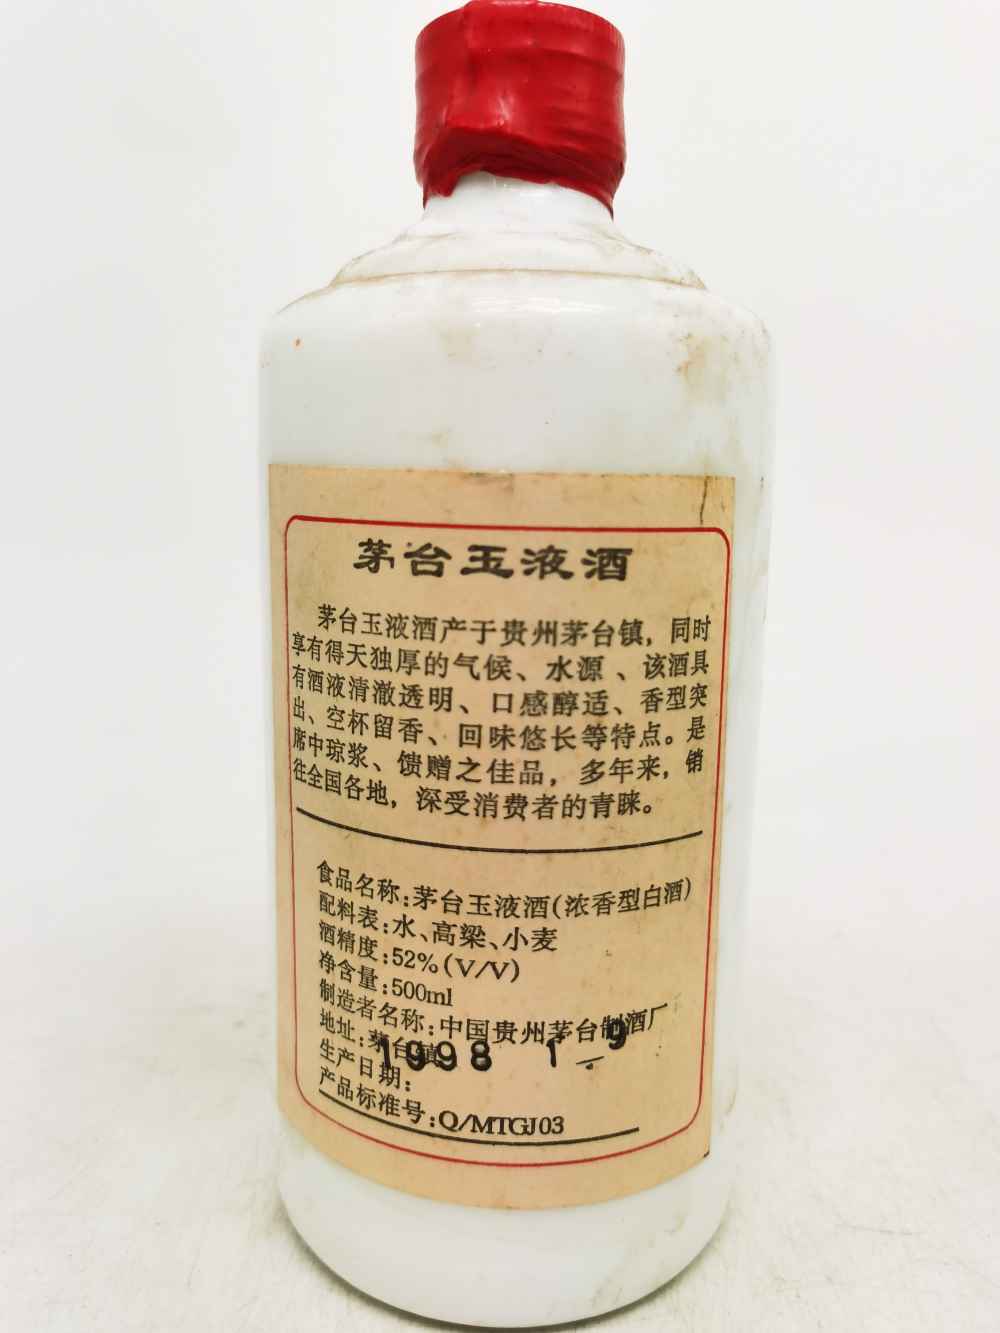 茅台玉液酒
茅台玉液酒产于贵州茅台镇，同时
享有得天独厚的气候、水源、该酒具
有酒液清澈透明、口感醇适、香型突
出、空杯留香、回味悠长等特点。是
席中琼浆、馈赠之佳品，多年来，销
往全国各地，深受消费者的青睐。
食品名称:茅台玉液酒(浓香型白酒)
配料表:水、高梁、小麦
酒精度:52%(V/V)
净含量:500ml
制造者名称:中国贵州茅台制酒厂
地址:茅台镇
生产日期:
1998 1 9
产品标准号:Q/MTGJ03